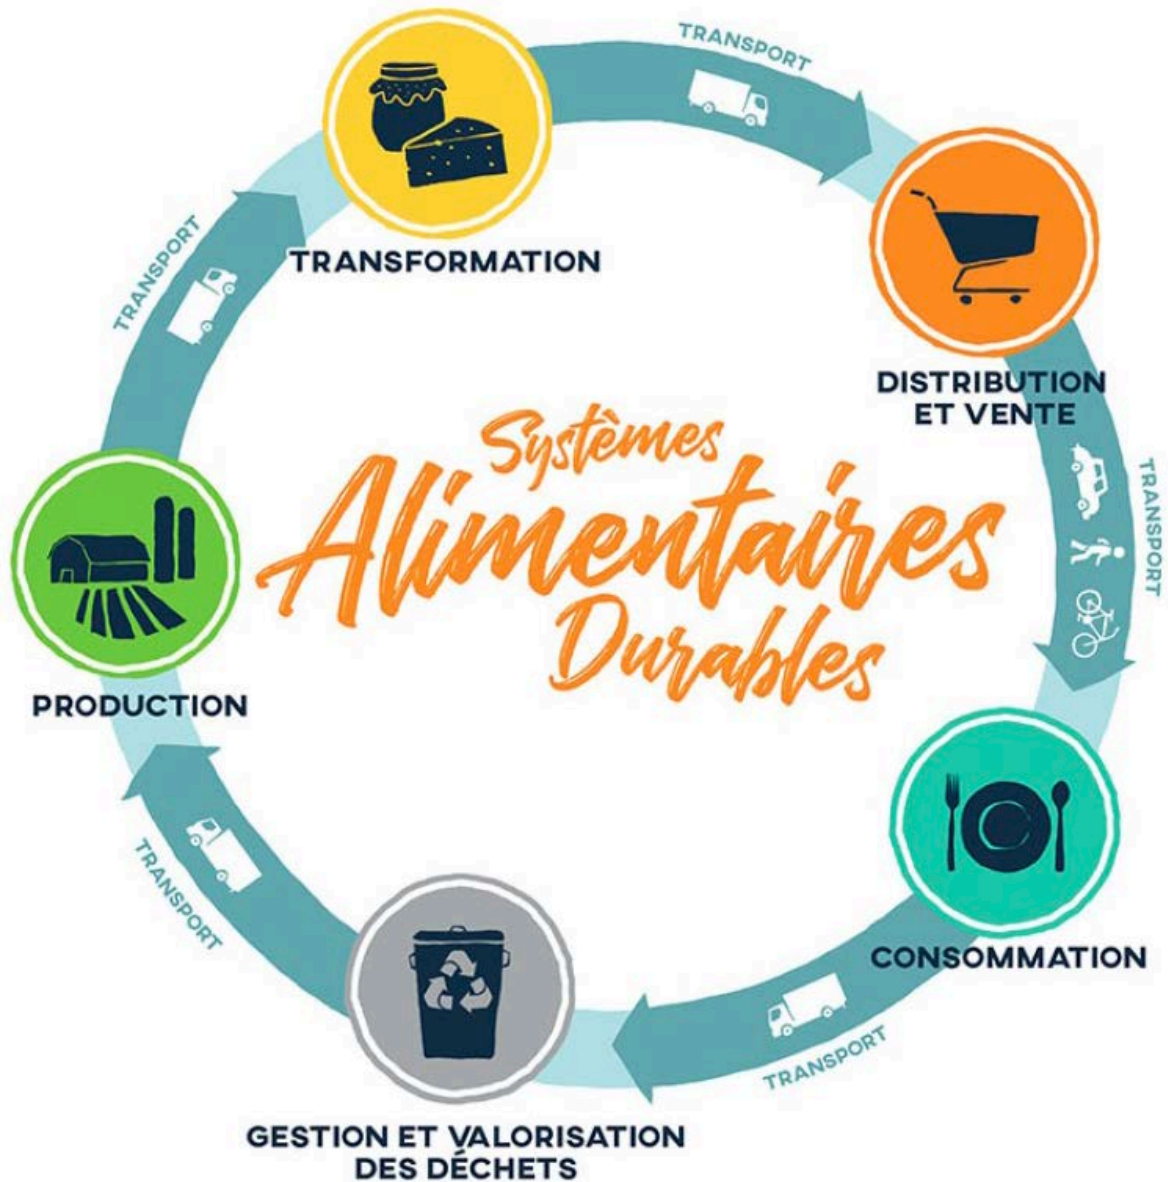 TRANSPORT
TRANSFORMATION
TRANSPORT
DISTRIBUTION
ET VENTE
TRANSPORT
Systèmes
Alimentaires
Durables
PRODUCTION
CONSOMMATION
TRANSPORT
TRANSPORT
GESTION ET VALORISATION
DES DÉCHETS